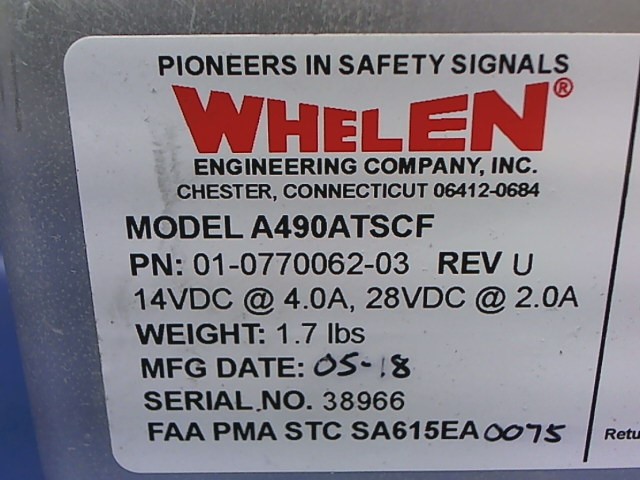 PIONEERS IN SAFETY SIGNALS
WHELEN®
ENGINEERING COMPANY, INC.
CHESTER, CONNECTICUT 06412-0684
MODEL A490ATSCF
PN: 01-0770062-03 REV U
14VDC @ 4.0A, 28VDC @ 2.0A
WEIGHT: 1.7 lbs
MFG DATE: 05-18
SERIAL NO. 38966
FAA PMA STC SA615EA 0075